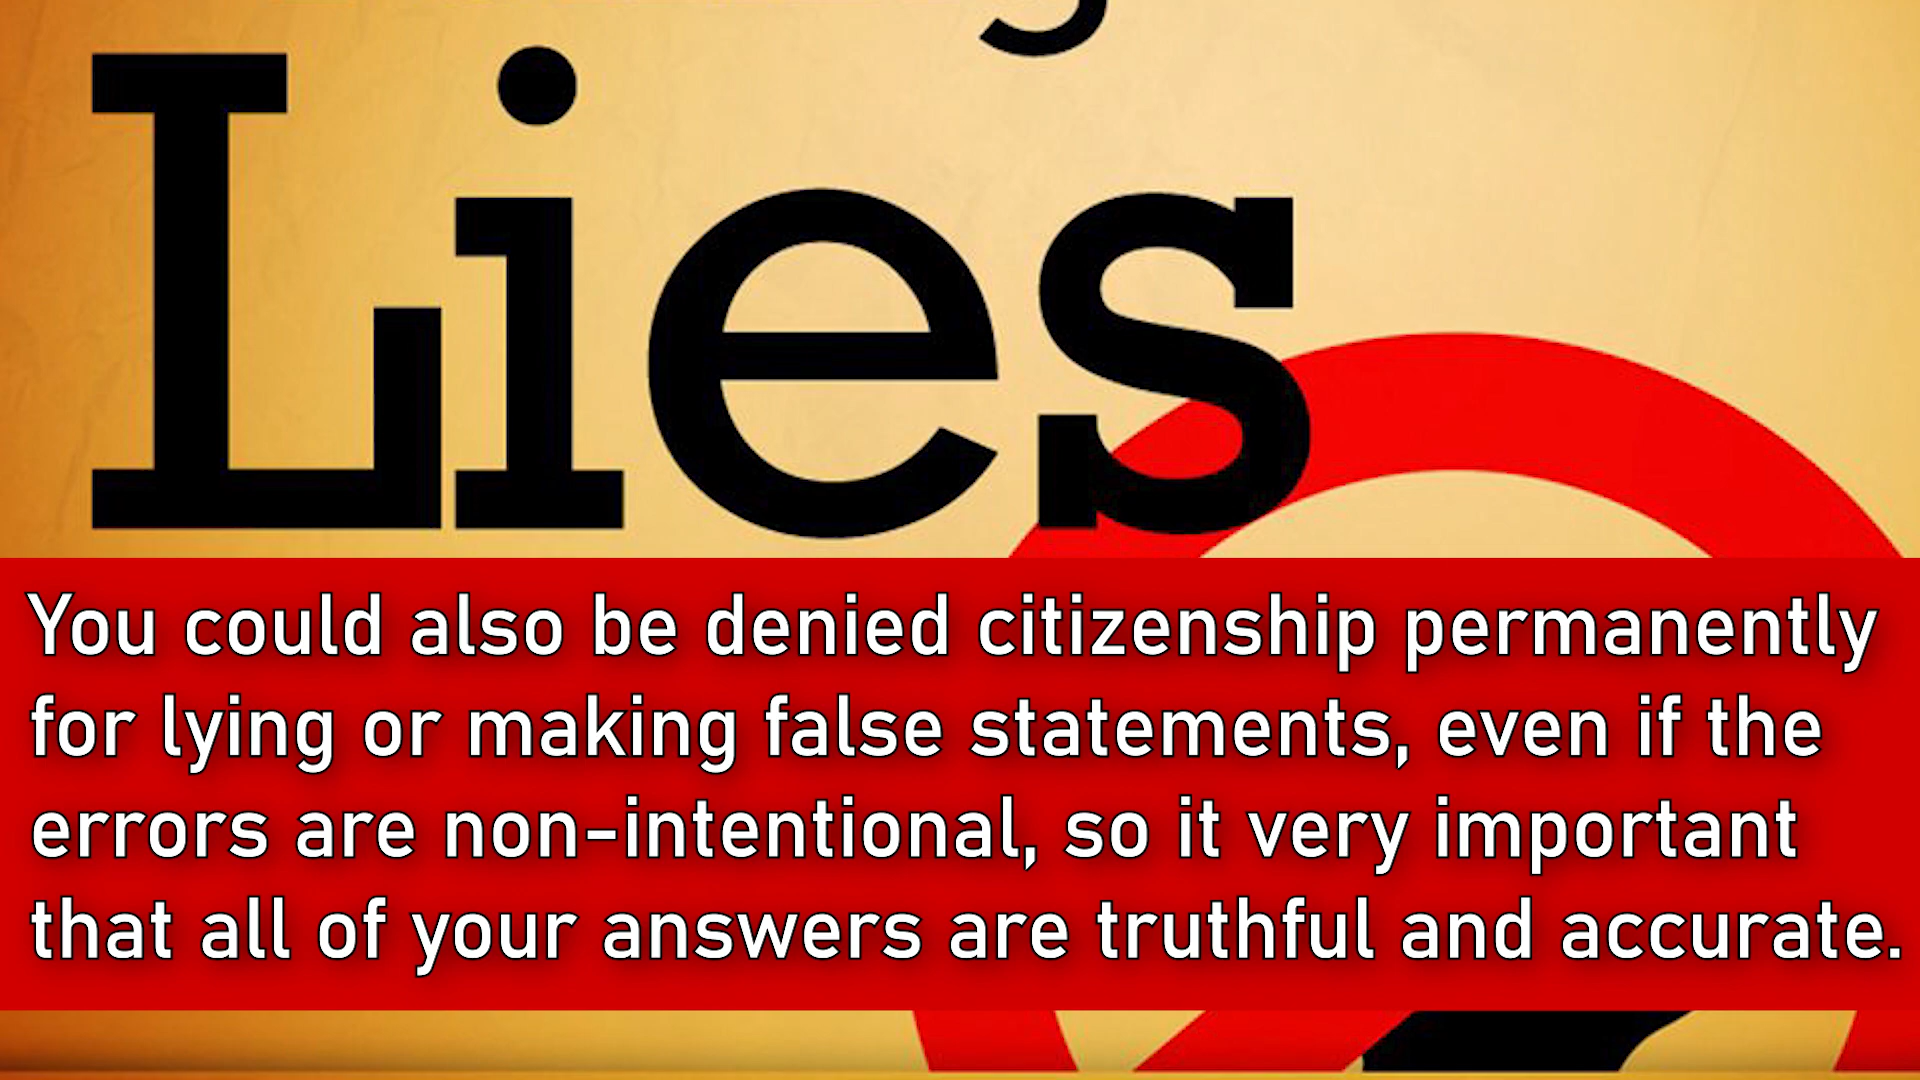 Lies
You could also be denied citizenship permanently
for lying or making false statements, even if the
errors are non-intentional, so it very important
that all of your answers are truthful and accurate.